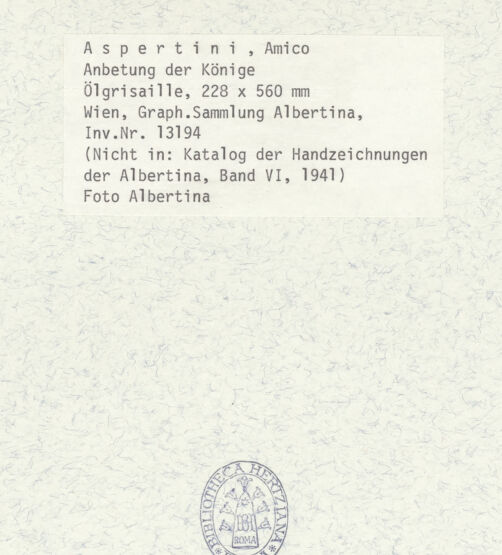 A s p e r t i n i , Amico
Anbetung der Könige
Ölgrisaille, 228 x 560 mm
Wien, Graph.Sammlung Albertina,
Inv.Nr. 13194
(Nicht in: Katalog der Handzeichnungen
der Albertina, Band VI, 1941)
Foto Albertina
BIBLIOTHECA HERTZIANA
ROMA